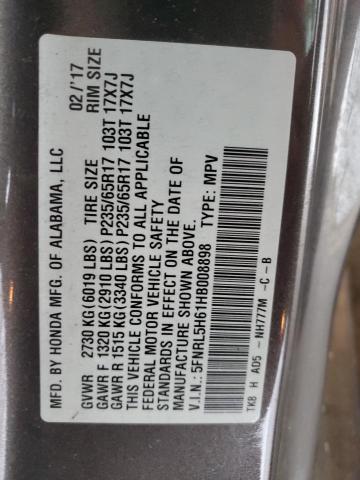 MFD. BY HONDA MFG. OF ALABAMA, LLC 02/'17
GVWR 2730 KG (6019 LBS) TIRE SIZE RIM SIZE
GAWR F 1320 KG (2910 LBS) P235/65R17 103T 17X7J
GAWR R 1515 KG (3340 LBS) P235/65R17 103T 17X7J
THIS VEHICLE CONFORMS TO ALL APPLICABLE
FEDERAL MOTOR VEHICLE SAFETY
STANDARDS IN EFFECT ON THE DATE OF
MANUFACTURE SHOWN ABOVE.
V.I.N.: 5FNRL5H61HB008898 TYPE: MPV
TK8 H AD5 - NH777M -C -B